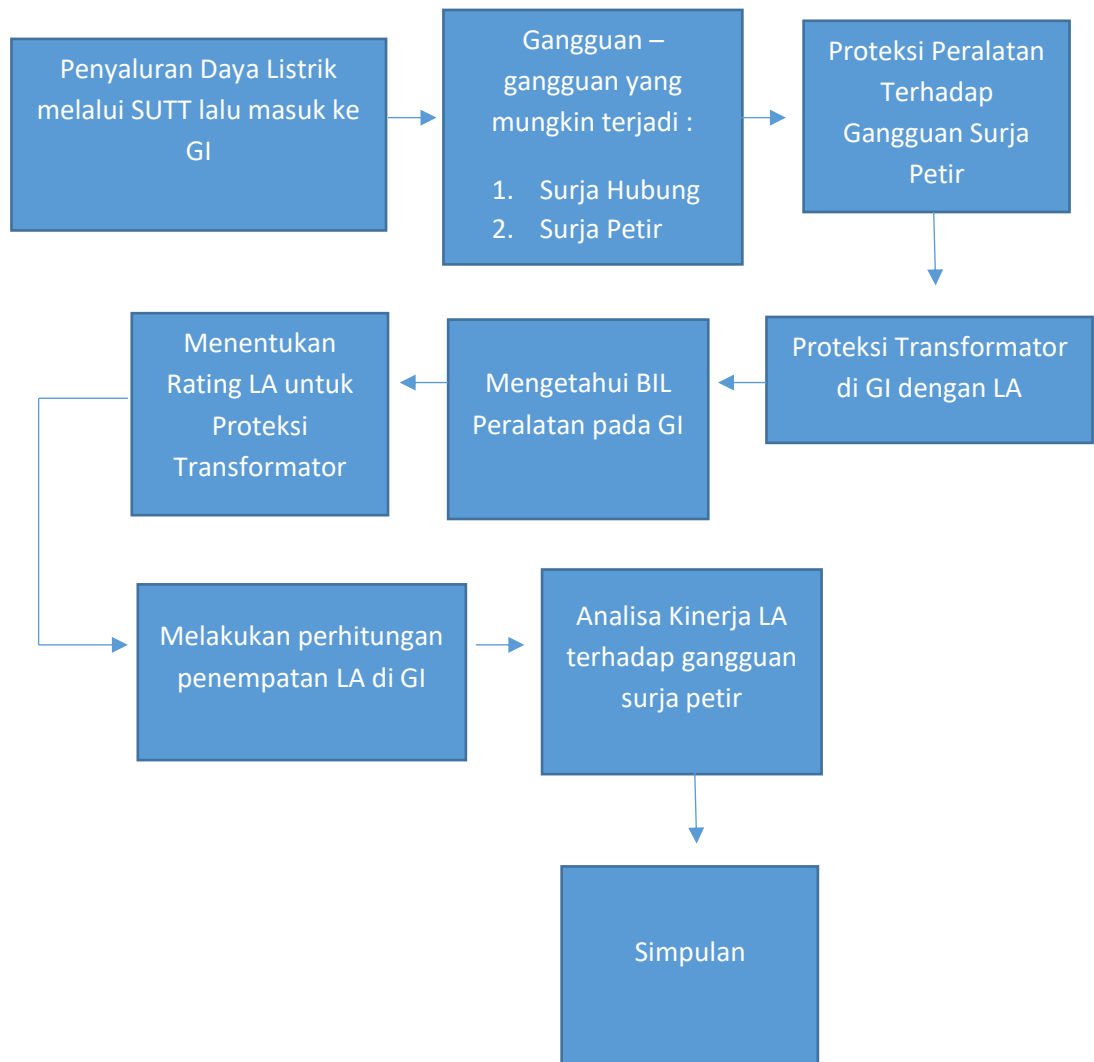 Penyaluran Daya Listrik
melalui SUTT lalu masuk ke
GI
Gangguan –
gangguan yang
mungkin terjadi :
1. Surja Hubung
2. Surja Petir
Proteksi Peralatan
Terhadap
Gangguan Surja
Petir
Proteksi Transformator
di GI dengan LA
Mengetahui BIL
Peralatan pada GI
Menentukan
Rating LA untuk
Proteksi
Transformator
Melakukan perhitungan
penempatan LA di GI
Analisa Kinerja LA
terhadap gangguan
surja petir
Simpulan